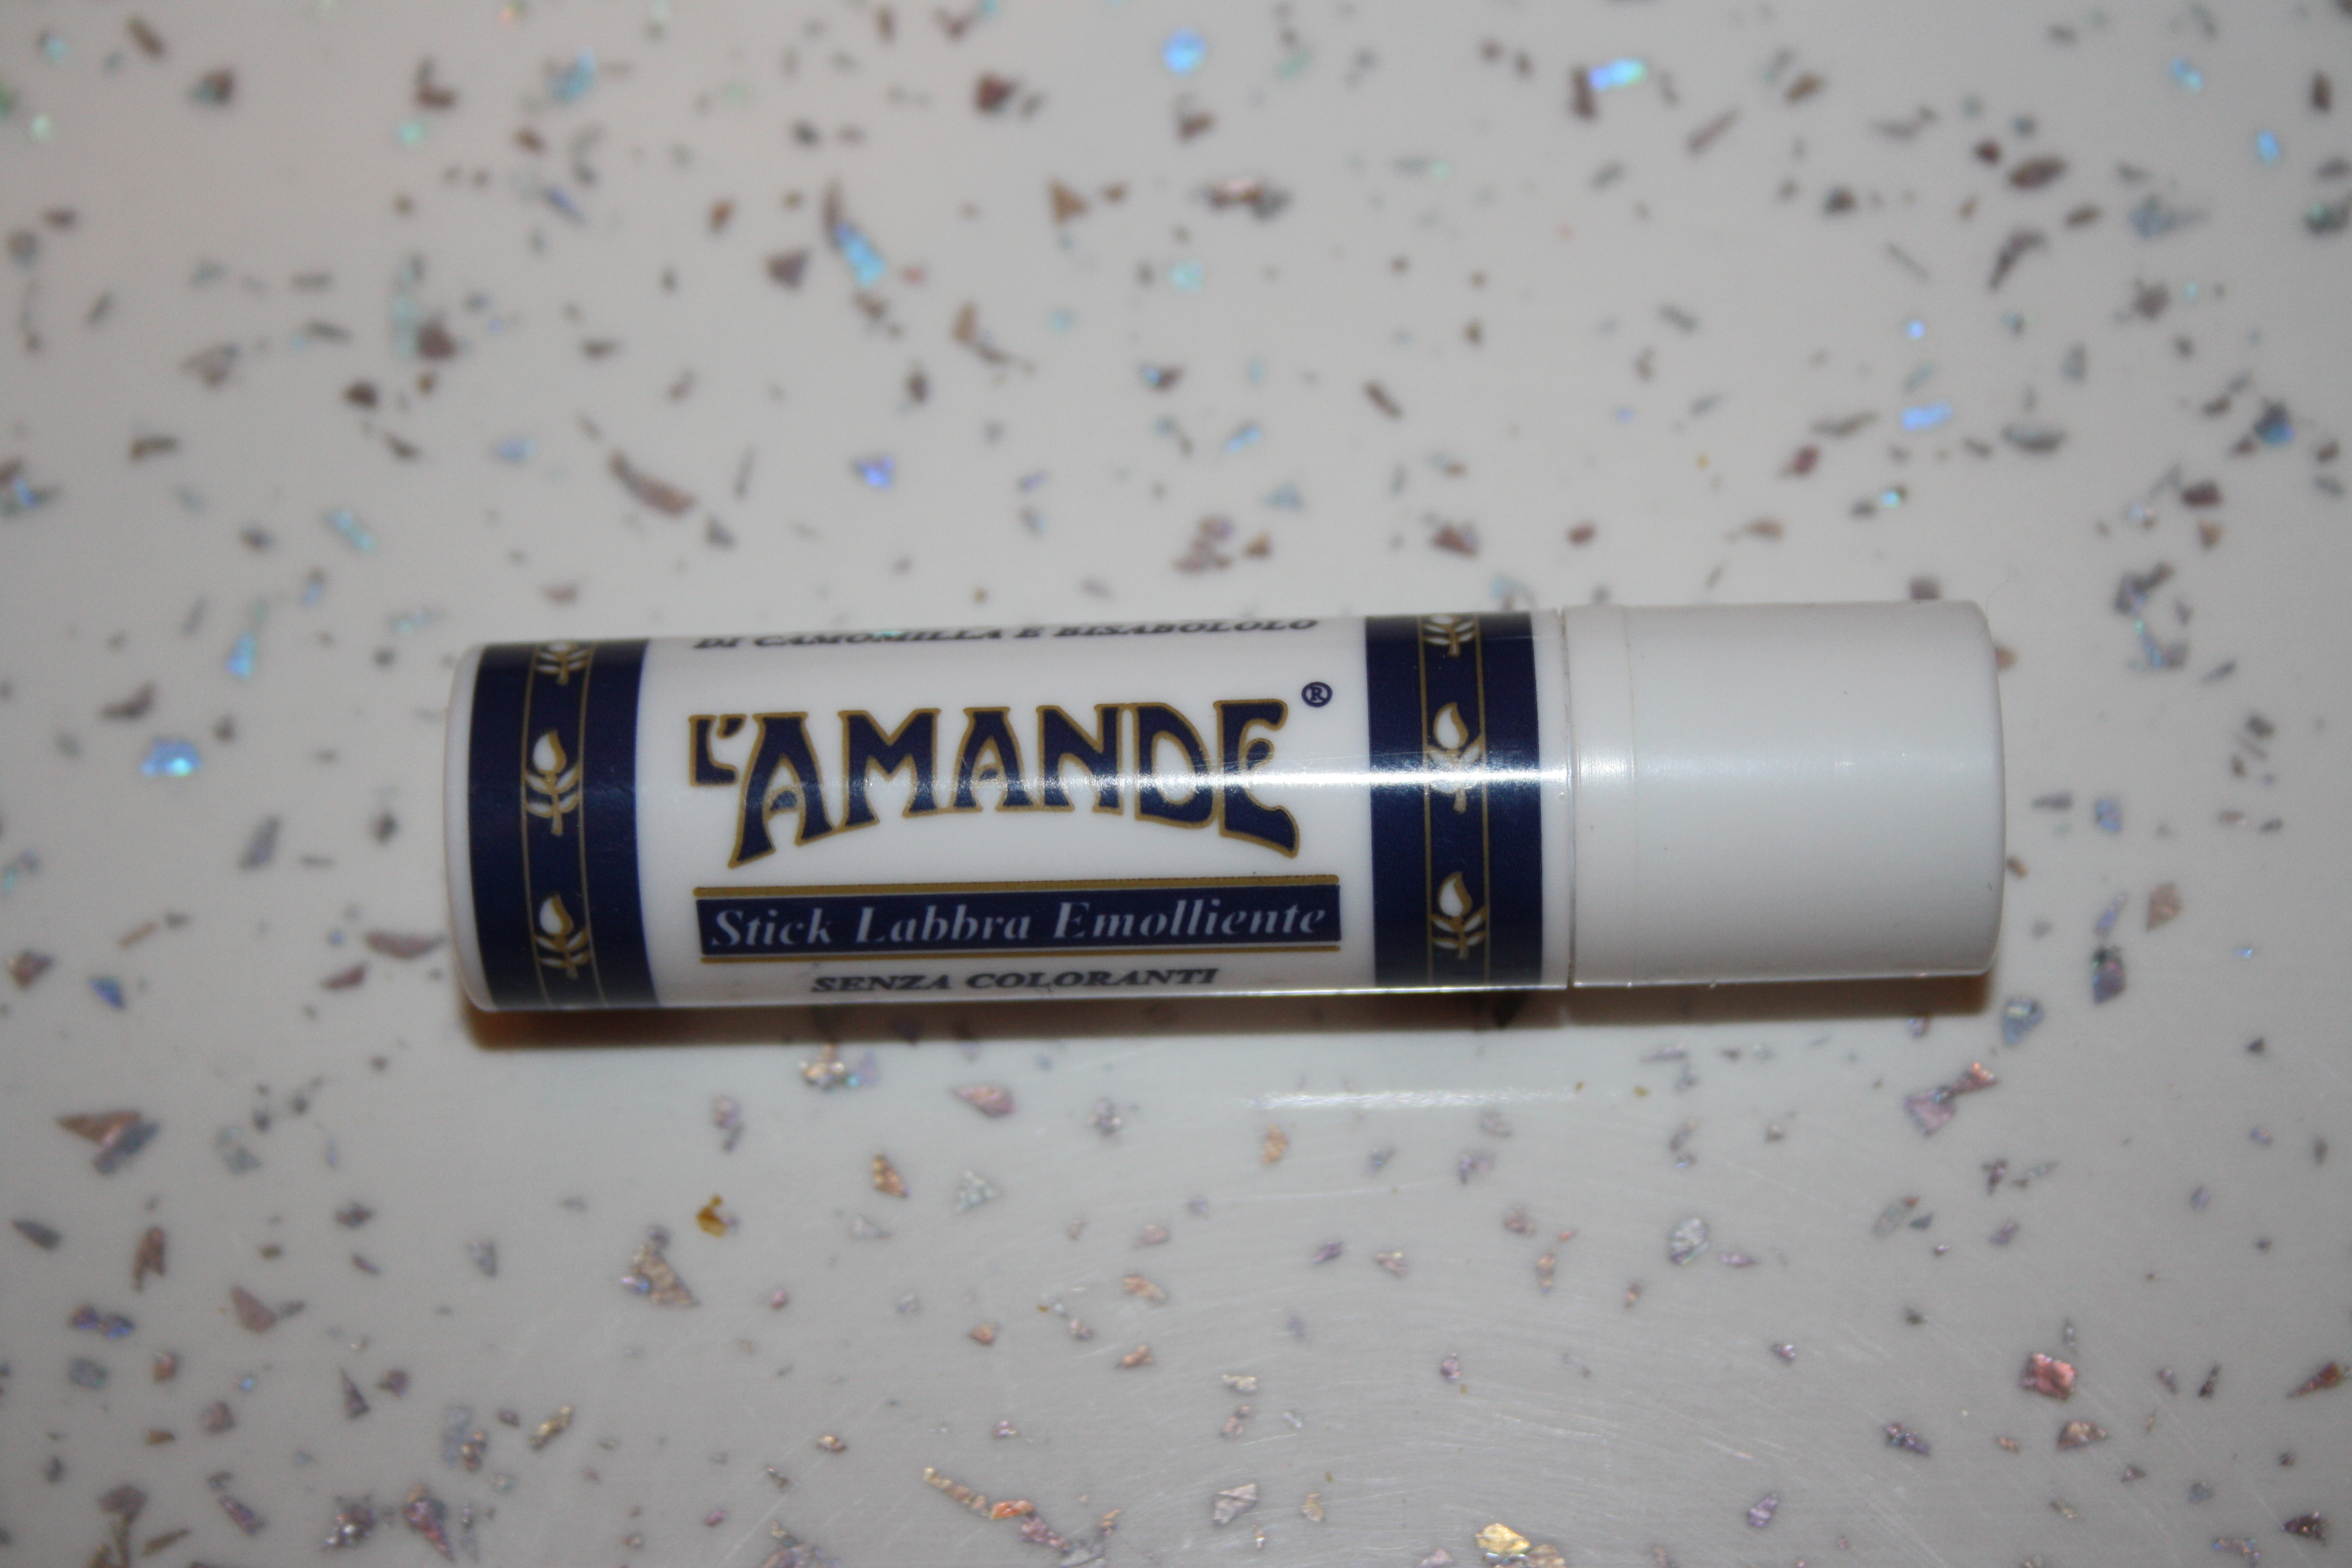 DI CAMOMILLA E BISABOLOLO
L'AMANDE®
Stick Labbra Emolliente
SENZA COLORANTI